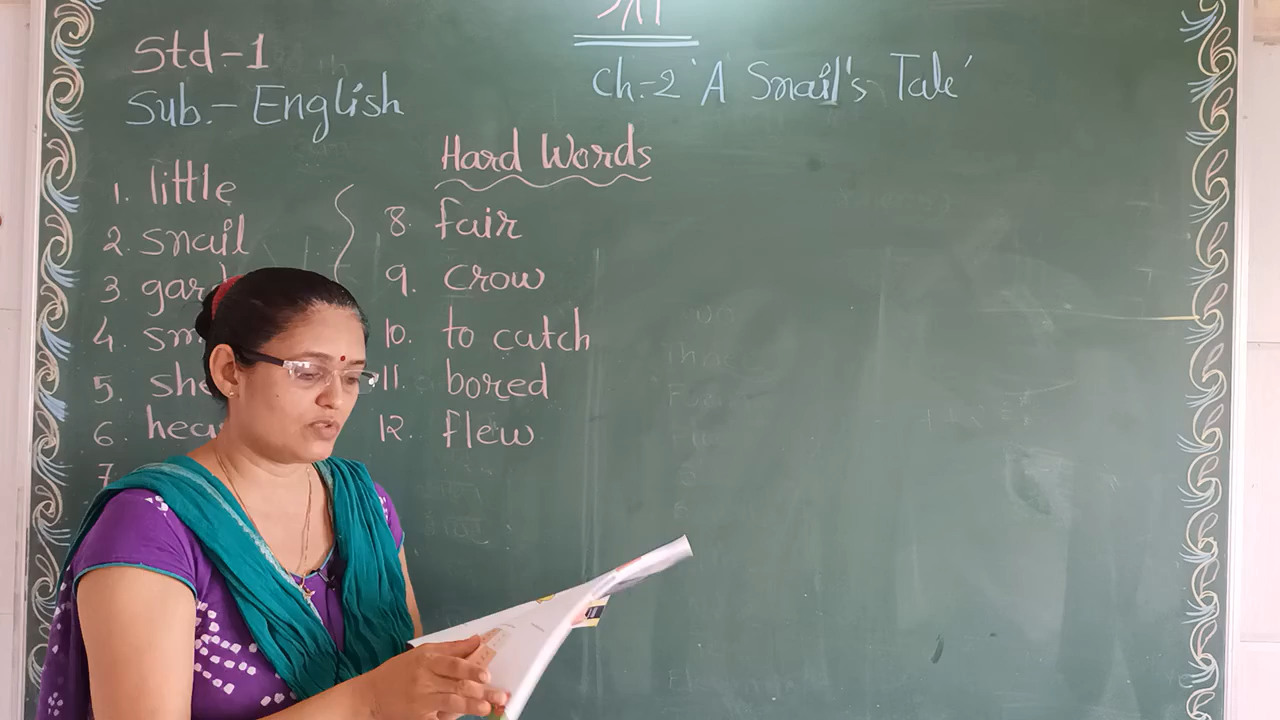 Std-1
Sub.- English
Ch.-2 'A Snail's Tale'
Hard Words
1. little
2. snail
3.
4.
5.
6.
7.
8. fair
9. crow
10. to catch
11. bored
12. flew